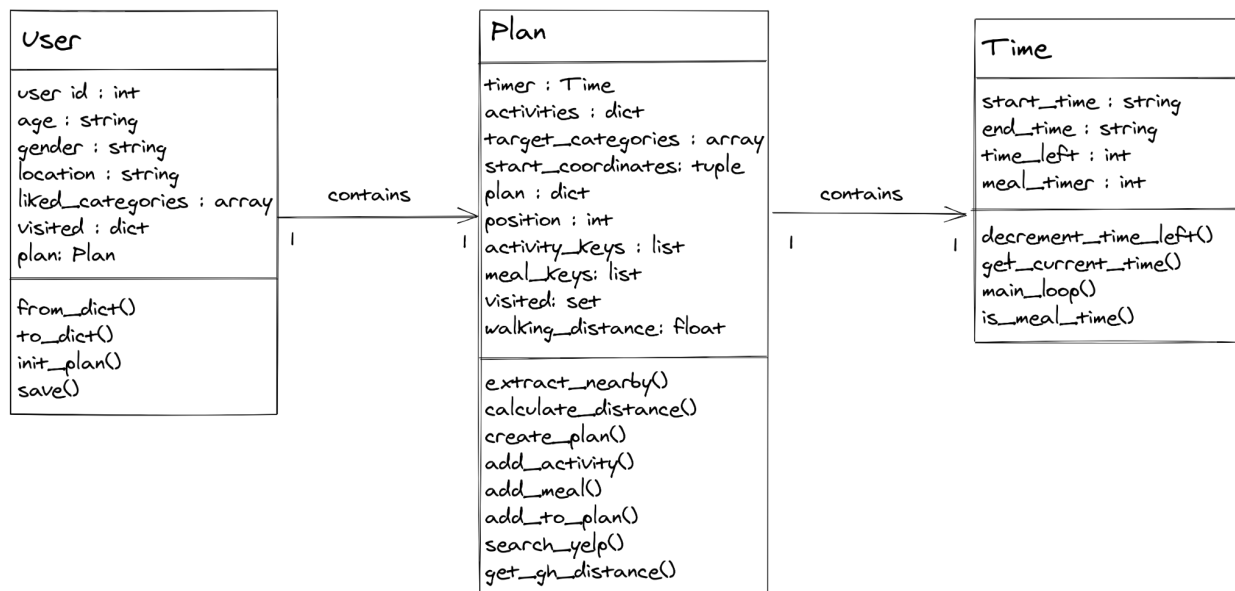 User
user id : int
age : string
gender : string
location : string
liked_categories : array
visited : dict
plan: Plan
from_dict()
to_dict()
init_plan()
save()
contains
1
1
Plan
timer : Time
activities : dict
target_categories : array
start_coordinates: tuple
plan : dict
position : int
activity_keys : list
meal_keys: list
visited: set
walking_distance: float
extract_nearby()
calculate_distance()
create_plan()
add_activity()
add_meal()
add_to_plan()
search_yelp()
get_gh_distance()
contains
1
1
Time
start_time : string
end_time : string
time_left : int
meal_timer : int
decrement_time_left()
get_current_time()
main_loop()
is_meal_time()